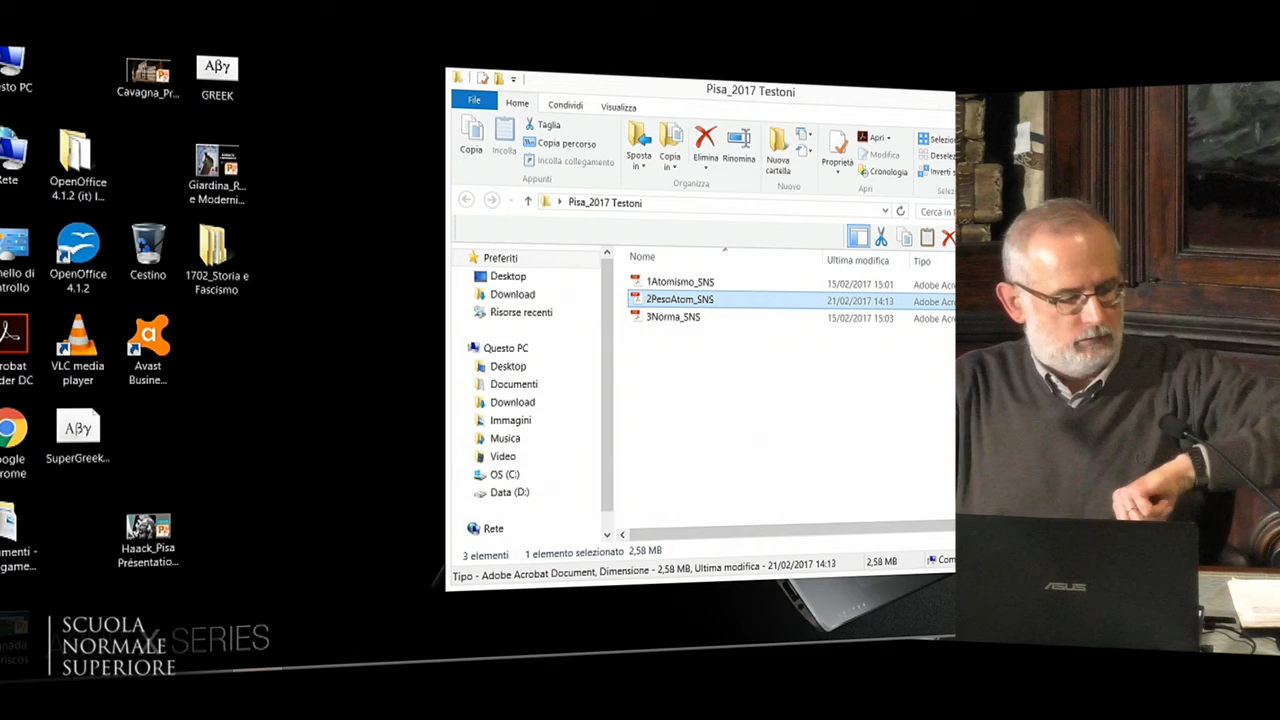 sto PC
Cavagna_Pr...
Αβγ
GREEK
Rete
OpenOffice
4.1.2 (it) I...
Giardina_R...
e Moderni...
nello di
ntrollo
OpenOffice
4.1.2
Cestino
1702_Storia e
Fascismo
robat
der DC
VLC media
player
Avast
Busine...
ogle
rome
Αβγ
SuperGreek...
menti -
game...
Haack_Pisa
Présentatio...
SERIES
SCUOLA
NORMALE
SUPERIORE
Pisa_2017 Testoni
File Home Condividi Visualizza
Copia
Incolla
Taglia
Copia percorso
Incolla collegamento
Appunti
Sposta
in
Copia
in
Elimina
Rinomina
Organizza
Nuova
cartella
Nuovo
Proprietà
Apri
Modifica
Cronologia
Apri
Selezio
Deselez
Inverti s
Selez
Pisa_2017 Testoni
Cerca in P
Preferiti
Desktop
Download
Risorse recenti
Questo PC
Desktop
Documenti
Download
Immagini
Musica
Video
OS (C:)
Data (D:)
Rete
Nome Ultima modifica Tipo
1Atomismo_SNS 15/02/2017 15:01 Adobe Acr
2PesoAtom_SNS 21/02/2017 14:13 Adobe Acr
3Norma_SNS 15/02/2017 15:03 Adobe Acr
3 elementi 1 elemento selezionato 2,58 MB
Tipo - Adobe Acrobat Document, Dimensione - 2,58 MB, Ultima modifica - 21/02/2017 14:13 2,58 MB Com
ASUS